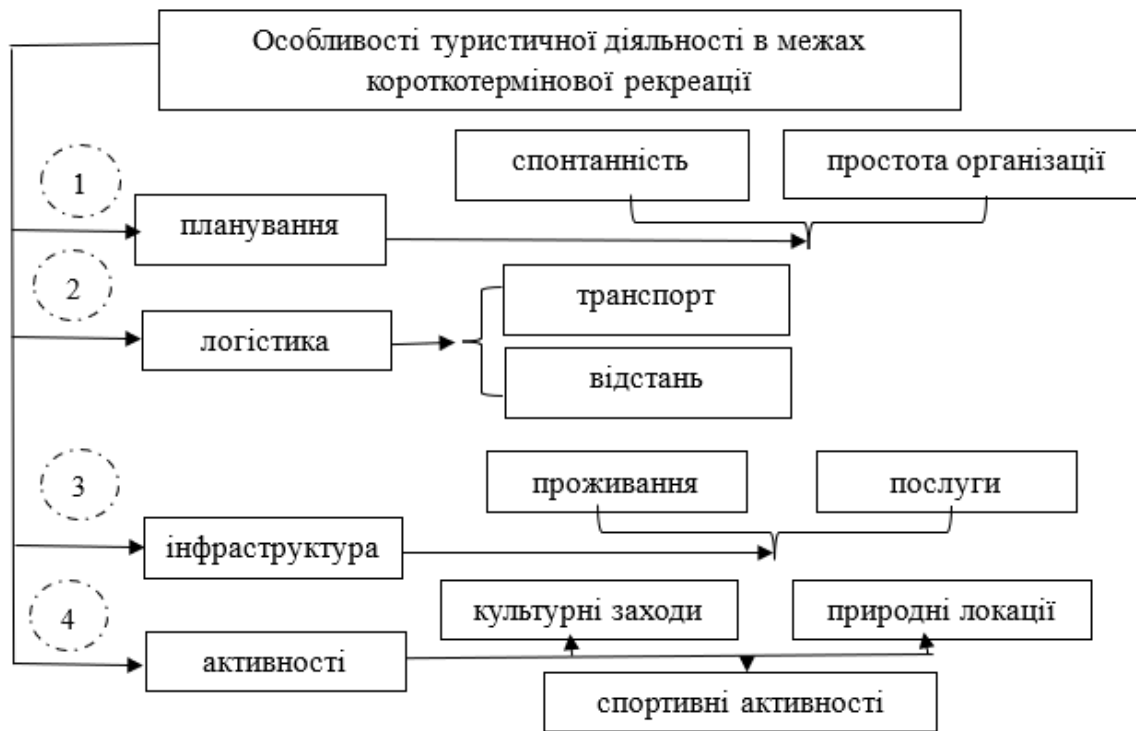 Особливості туристичної діяльності в межах
короткотермінової рекреації
1
спонтанність
простота організації
планування
2
транспорт
логістика
відстань
3
проживання
послуги
інфраструктура
4
культурні заходи
природні локації
активності
спортивні активності